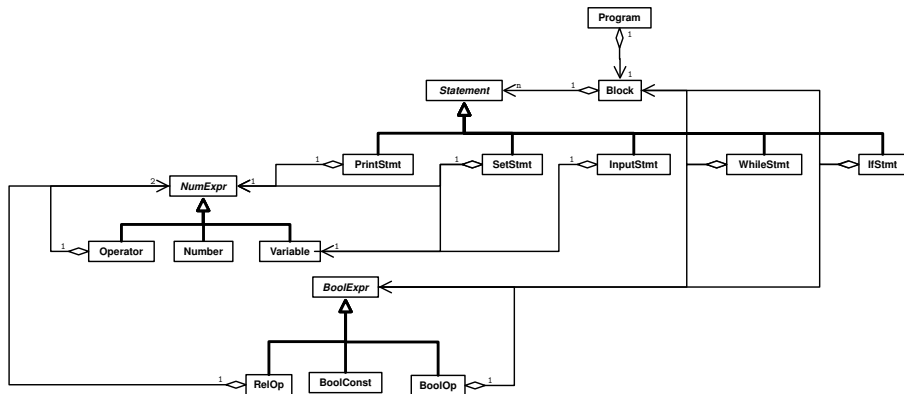 Program
1
1
Statement
n
1
Block
1
PrintStmt
1
SetStmt
InputStmt
WhileStmt
IfStmt
2
NumExpr
1
1
1
Operator
Number
Variable
1
BoolExpr
1
RelOp
BoolConst
BoolOp
1